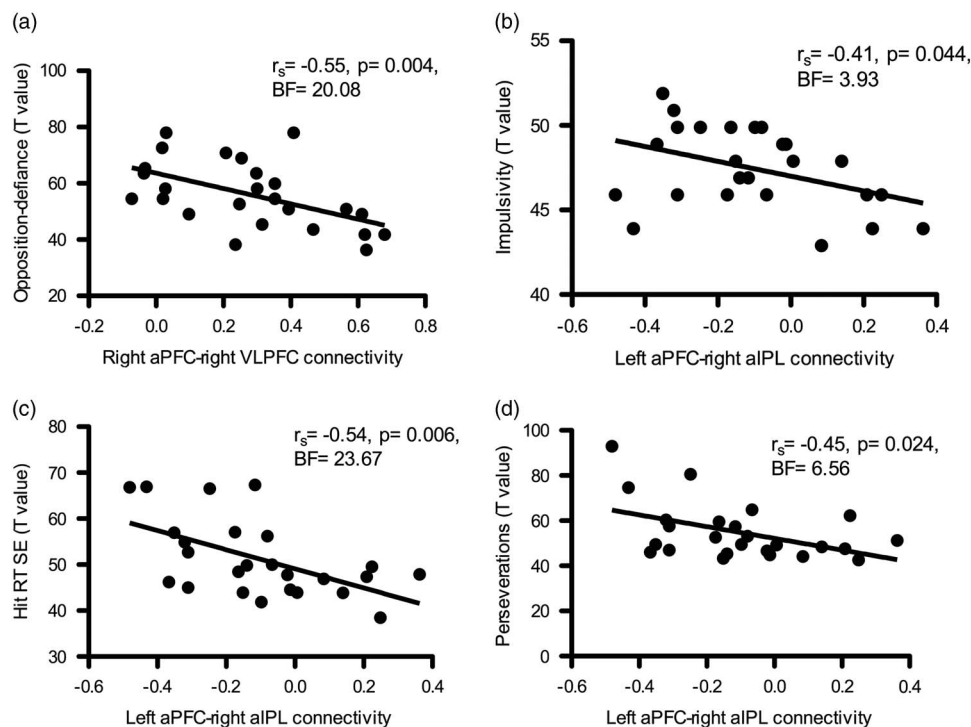 (a)
r_s= -0.55, p= 0.004,
BF= 20.08
Opposition-defiance (T value)
100
80
60
40
20
-0.2 0.0 0.2 0.4 0.6 0.8
Right aPFC-right VLPFC connectivity
(b)
r_s= -0.41, p= 0.044,
BF= 3.93
Impulsivity (T value)
55
50
45
40
-0.6 -0.4 -0.2 0.0 0.2 0.4
Left aPFC-right aIPL connectivity
(c)
r_s= -0.54, p= 0.006,
BF= 23.67
Hit RT SE (T value)
80
70
60
50
40
30
-0.6 -0.4 -0.2 0.0 0.2 0.4
Left aPFC-right aIPL connectivity
(d)
r_s= -0.45, p= 0.024,
BF= 6.56
Perseverations (T value)
100
80
60
40
20
0
-0.6 -0.4 -0.2 0.0 0.2 0.4
Left aPFC-right aIPL connectivity